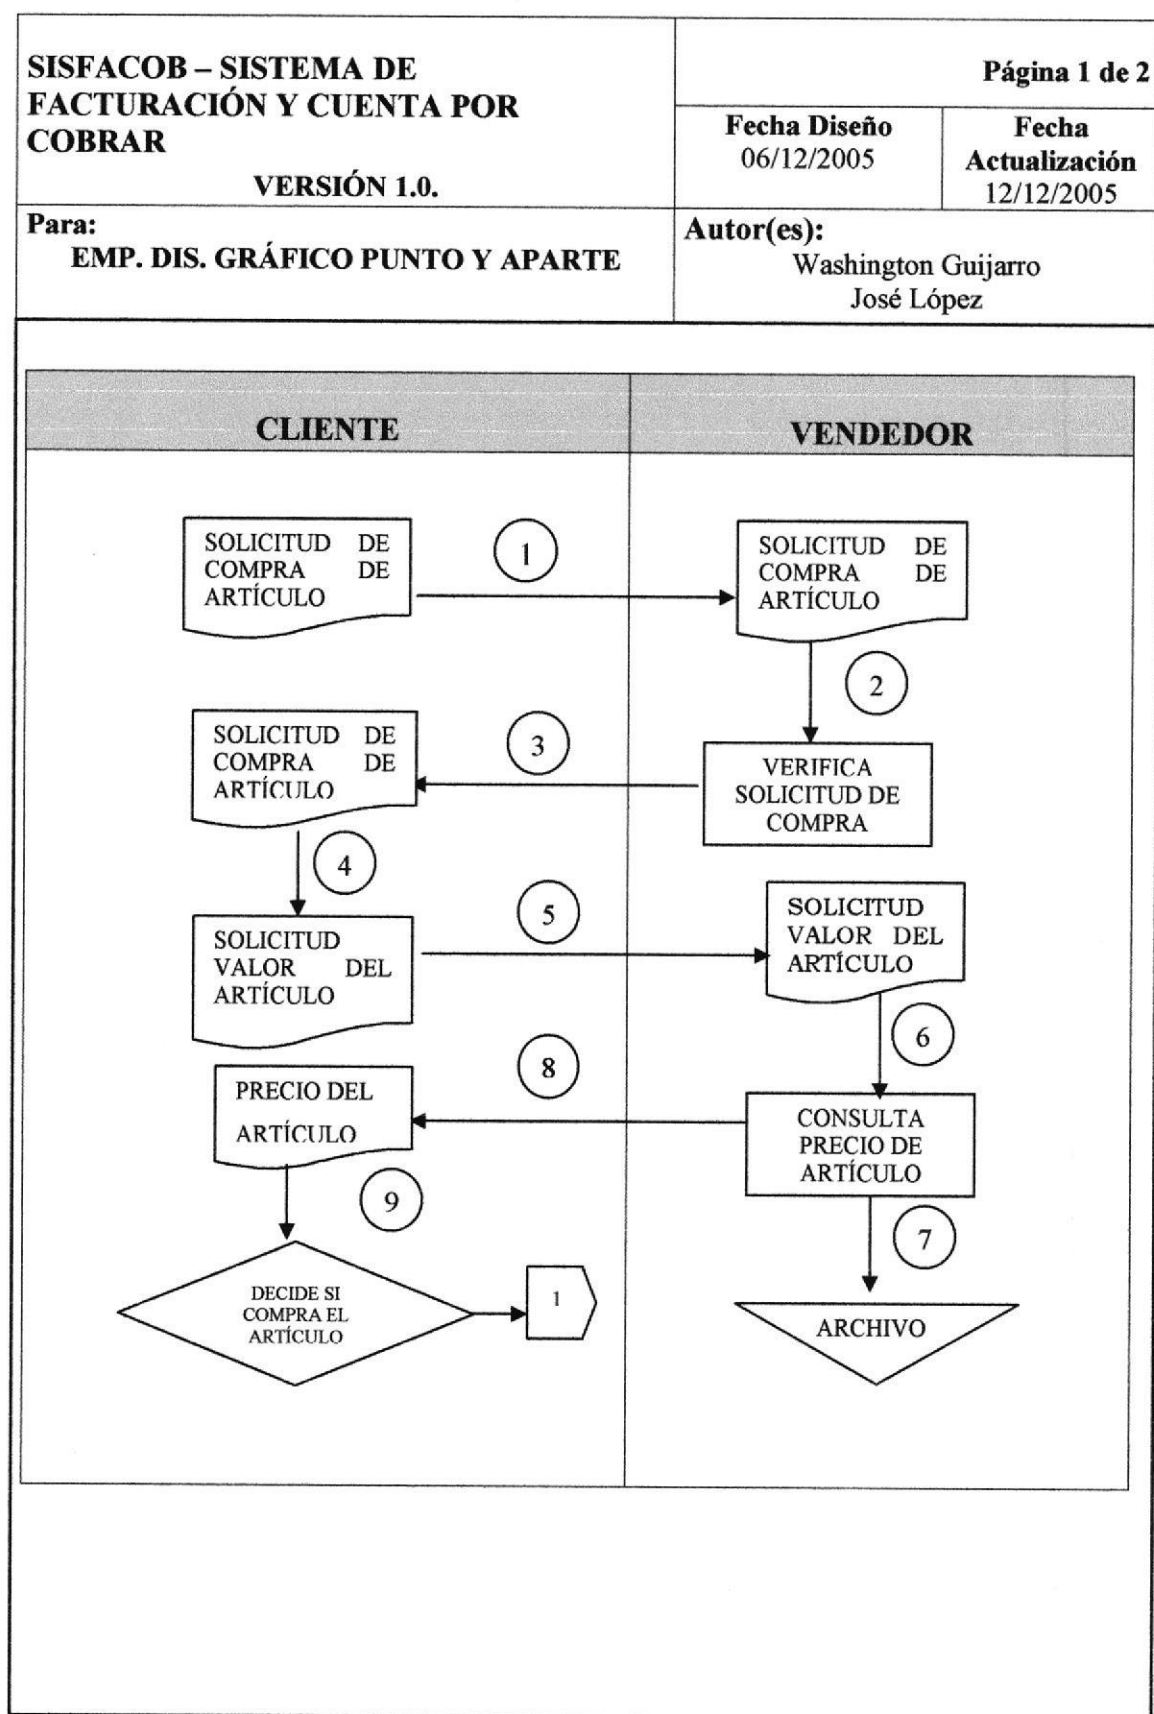 SISFACOB – SISTEMA DE
FACTURACIÓN Y CUENTA POR
COBRAR
VERSIÓN 1.0.
Página 1 de 2
Fecha Diseño
06/12/2005
Fecha
Actualización
12/12/2005
Para:
EMP. DIS. GRÁFICO PUNTO Y APARTE
Autor(es):
Washington Guijarro
José López
CLIENTE
VENDEDOR
SOLICITUD DE
COMPRA DE
ARTÍCULO
1
SOLICITUD DE
COMPRA DE
ARTÍCULO
2
SOLICITUD DE
COMPRA DE
ARTÍCULO
3
VERIFICA
SOLICITUD DE
COMPRA
4
SOLICITUD
VALOR DEL
ARTÍCULO
5
SOLICITUD
VALOR DEL
ARTÍCULO
6
PRECIO DEL
ARTÍCULO
8
CONSULTA
PRECIO DE
ARTÍCULO
9
7
DECIDE SI
COMPRA EL
ARTÍCULO
1
ARCHIVO